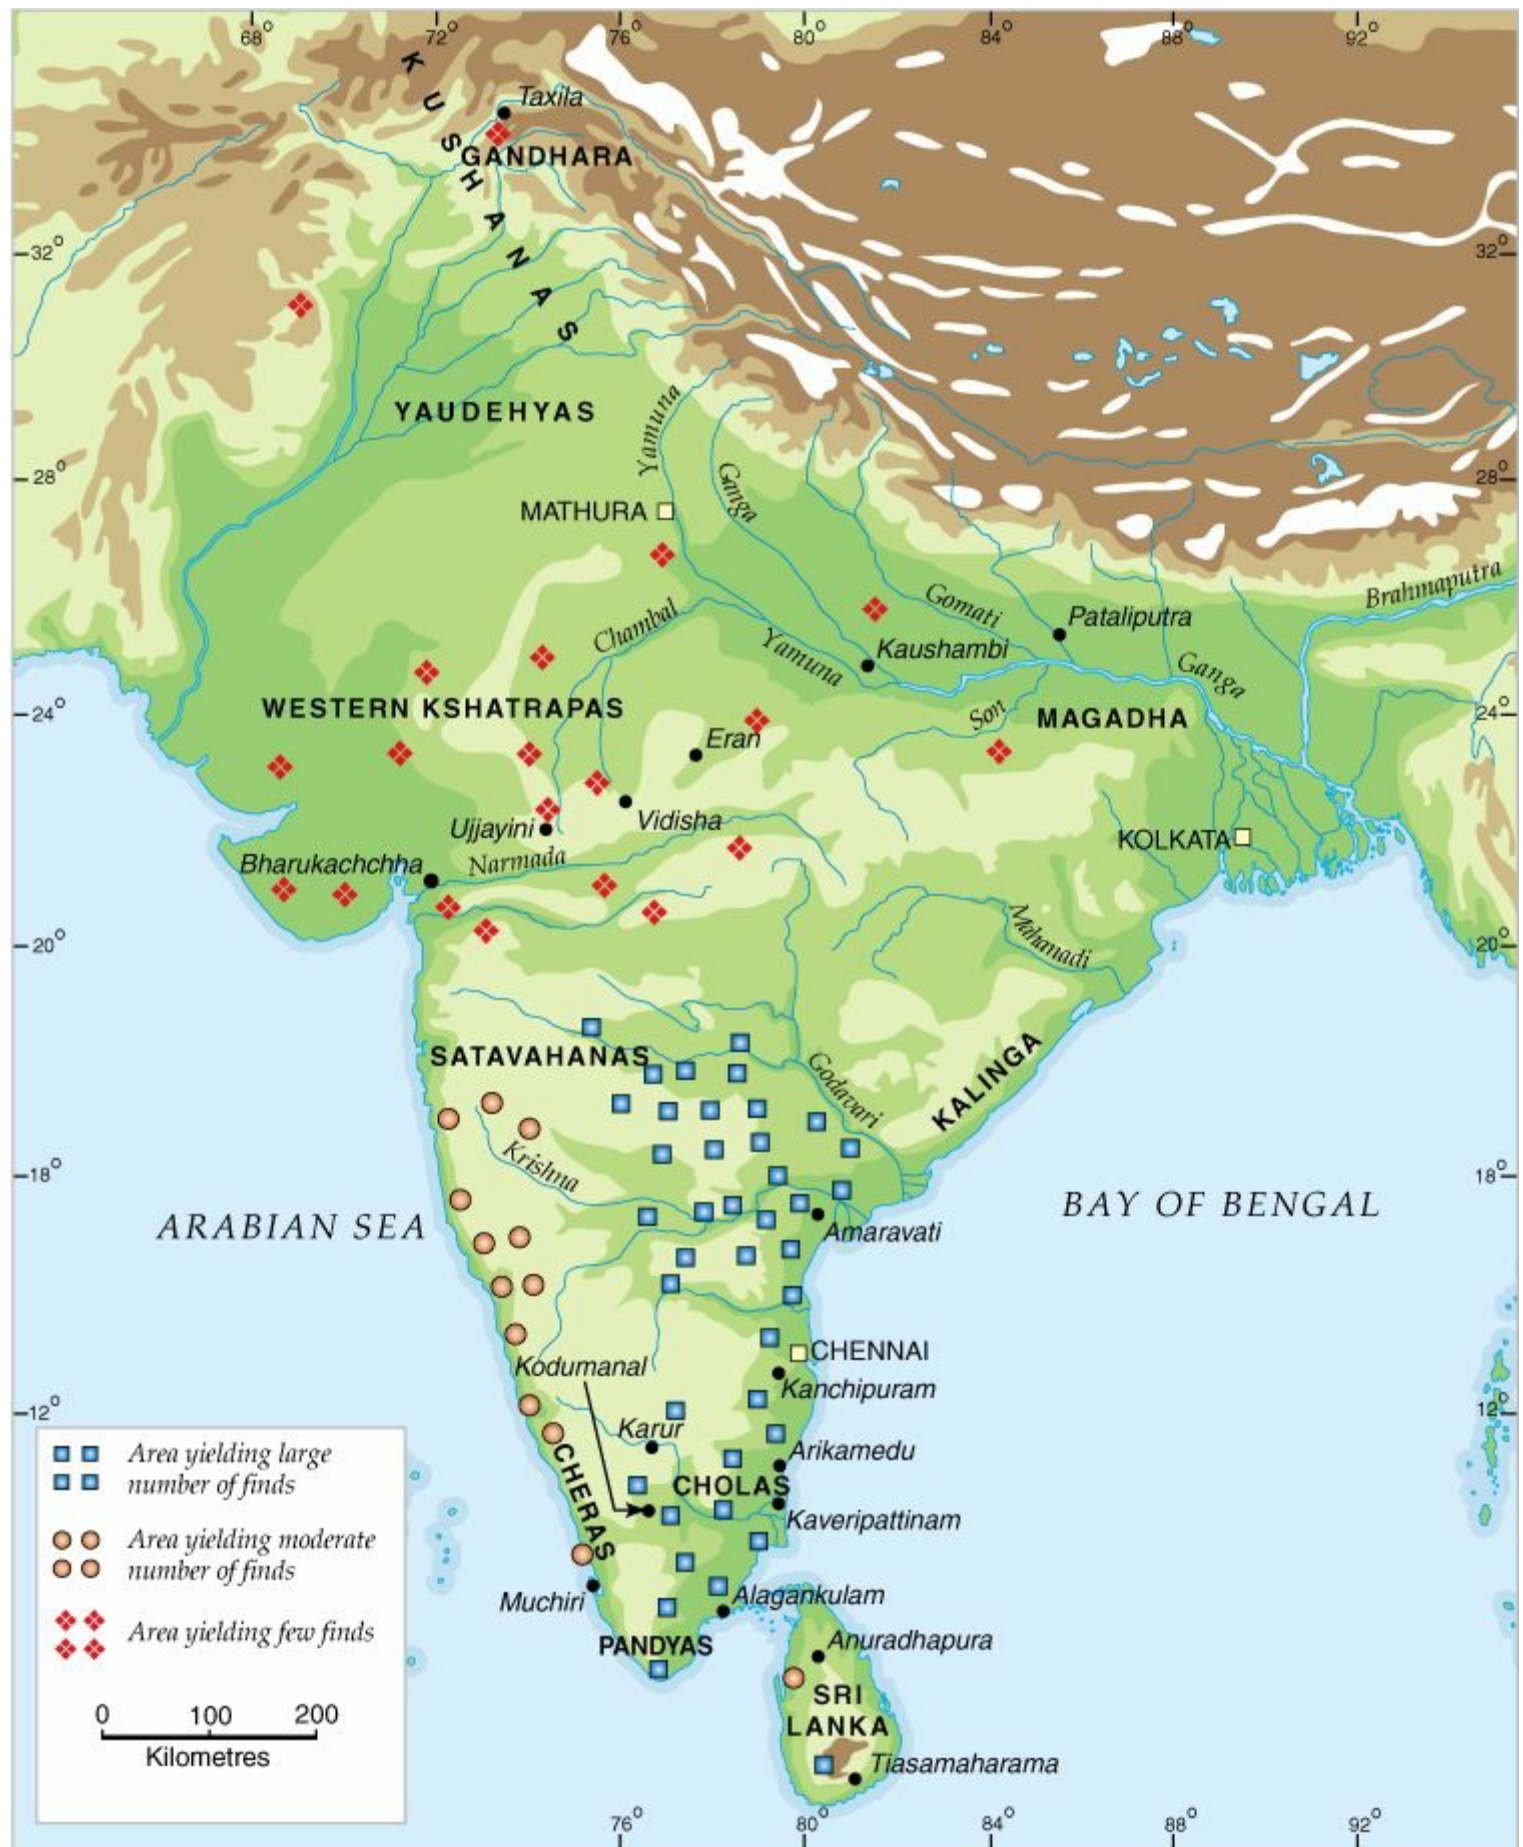 68° 72° 76° 80° 84° 88° 92°
KUSHANAS
Taxila
GANDHARA
32° 32°
YAUDEHYAS
Yamuna
Ganga
28° 28°
MATHURA
Brahmaputra
Gomati
Chambal
Pataliputra
Yamuna
Kaushambi
Ganga
24° 24°
WESTERN KSHATRAPAS
Son
MAGADHA
Eran
Vidisha
Ujjayini
KOLKATA
Bharukachchha
Narmada
Mahanadi
20° 20°
SATAVAHANAS
Godavari
KALINGA
Krishna
18° 18°
ARABIAN SEA
BAY OF BENGAL
Amaravati
CHENNAI
Kodumanal
Kanchipuram
12° 12°
Karur
Arikamedu
CHERAS
CHOLAS
Kaveripattinam
Muchiri
Alagankulam
PANDYAS
Anuradhapura
SRI
LANKA
Tiasamaharama
Area yielding large
number of finds
Area yielding moderate
number of finds
Area yielding few finds
0 100 200
Kilometres
76° 80° 84° 88° 92°